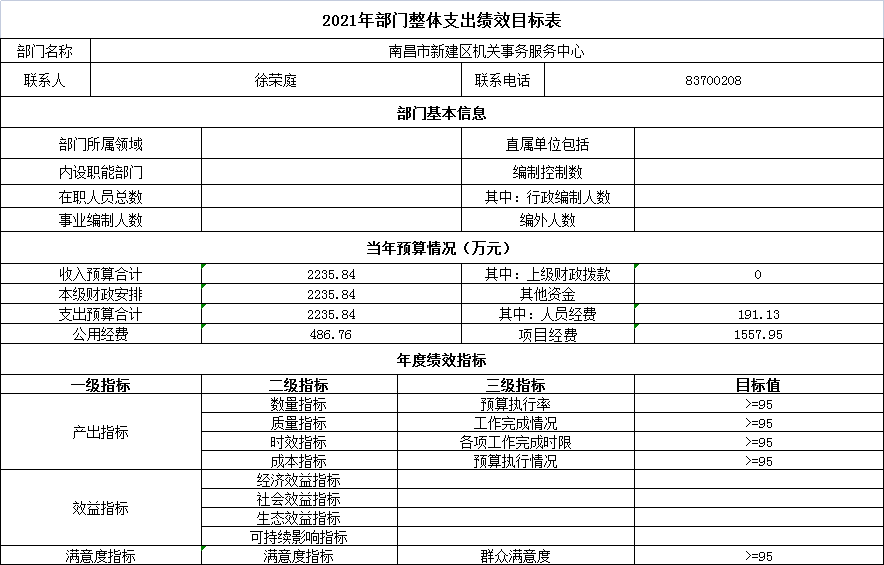 2021年部门整体支出绩效目标表
部门名称 南昌市新建区机关事务服务中心
联系人 徐荣庭 联系电话 83700208
部门基本信息
部门所属领域 直属单位包括
内设职能部门 编制控制数
在职人员总数 其中：行政编制人数
事业编制人数 编外人数
当年预算情况（万元）
收入预算合计 2235.84 其中：上级财政拨款 0
本级财政安排 2235.84 其他资金
支出预算合计 2235.84 其中：人员经费 191.13
公用经费 486.76 项目经费 1557.95
年度绩效指标
一级指标 二级指标 三级指标 目标值
产出指标 数量指标 预算执行率 >=95
质量指标 工作完成情况 >=95
时效指标 各项工作完成时限 >=95
成本指标 预算执行情况 >=95
效益指标 经济效益指标
社会效益指标
生态效益指标
可持续影响指标
满意度指标 满意度指标 群众满意度 >=95